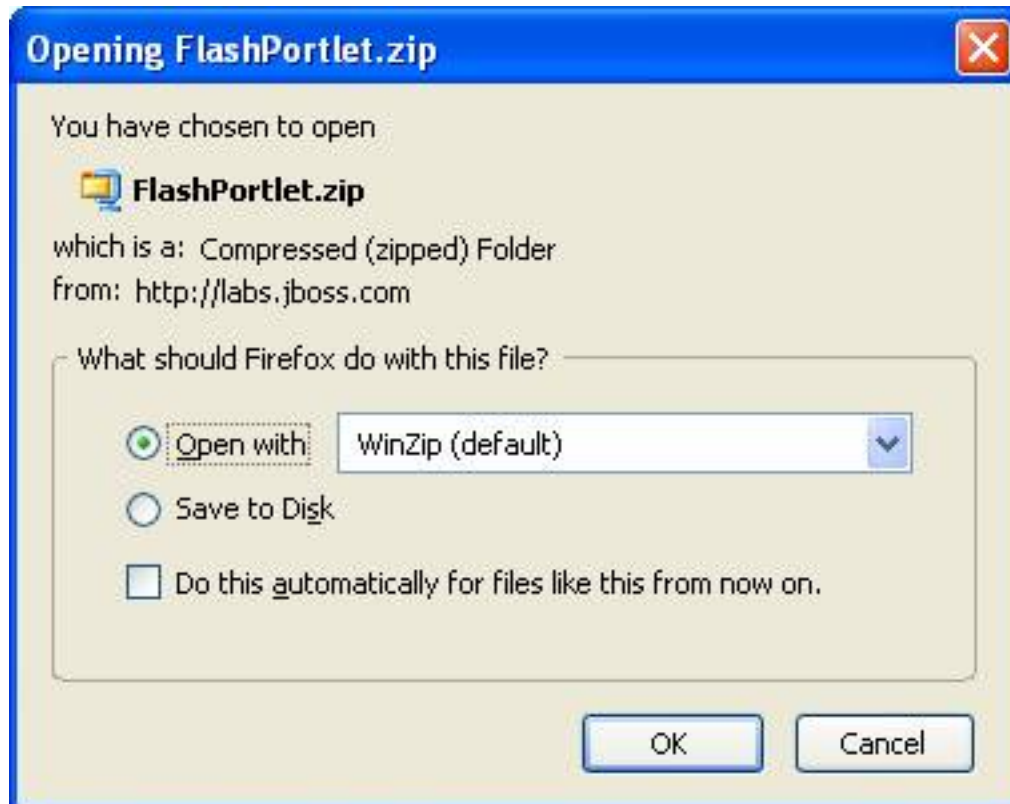 Opening FlashPortlet.zip
You have chosen to open
FlashPortlet.zip
which is a: Compressed (zipped) Folder
from: http://labs.jboss.com
What should Firefox do with this file?
Open with WinZip (default)
Save to Disk
Do this automatically for files like this from now on.
OK Cancel